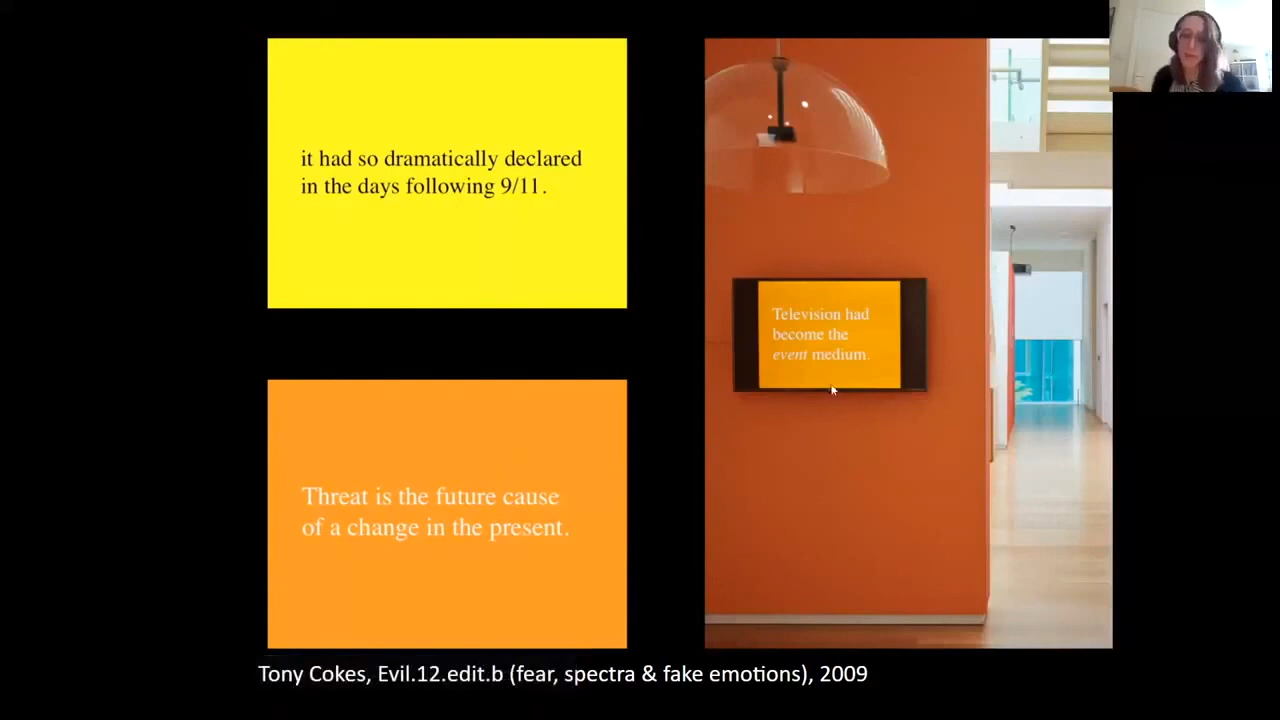 it had so dramatically declared
in the days following 9/11.
Threat is the future cause
of a change in the present.
Television had
become the
event medium.
Tony Cokes, Evil.12.edit.b (fear, spectra & fake emotions), 2009